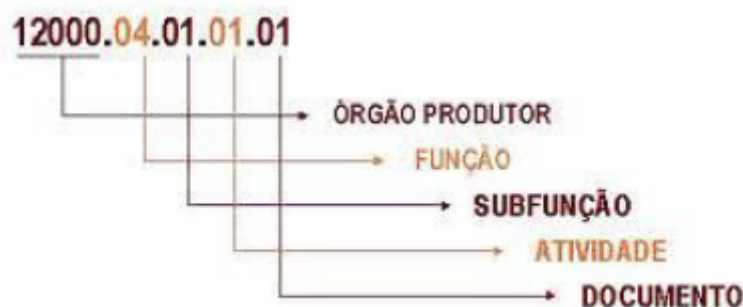 12000.04.01.01.01
ÓRGÃO PRODUTOR
FUNÇÃO
SUBFUNÇÃO
ATIVIDADE
DOCUMENTO